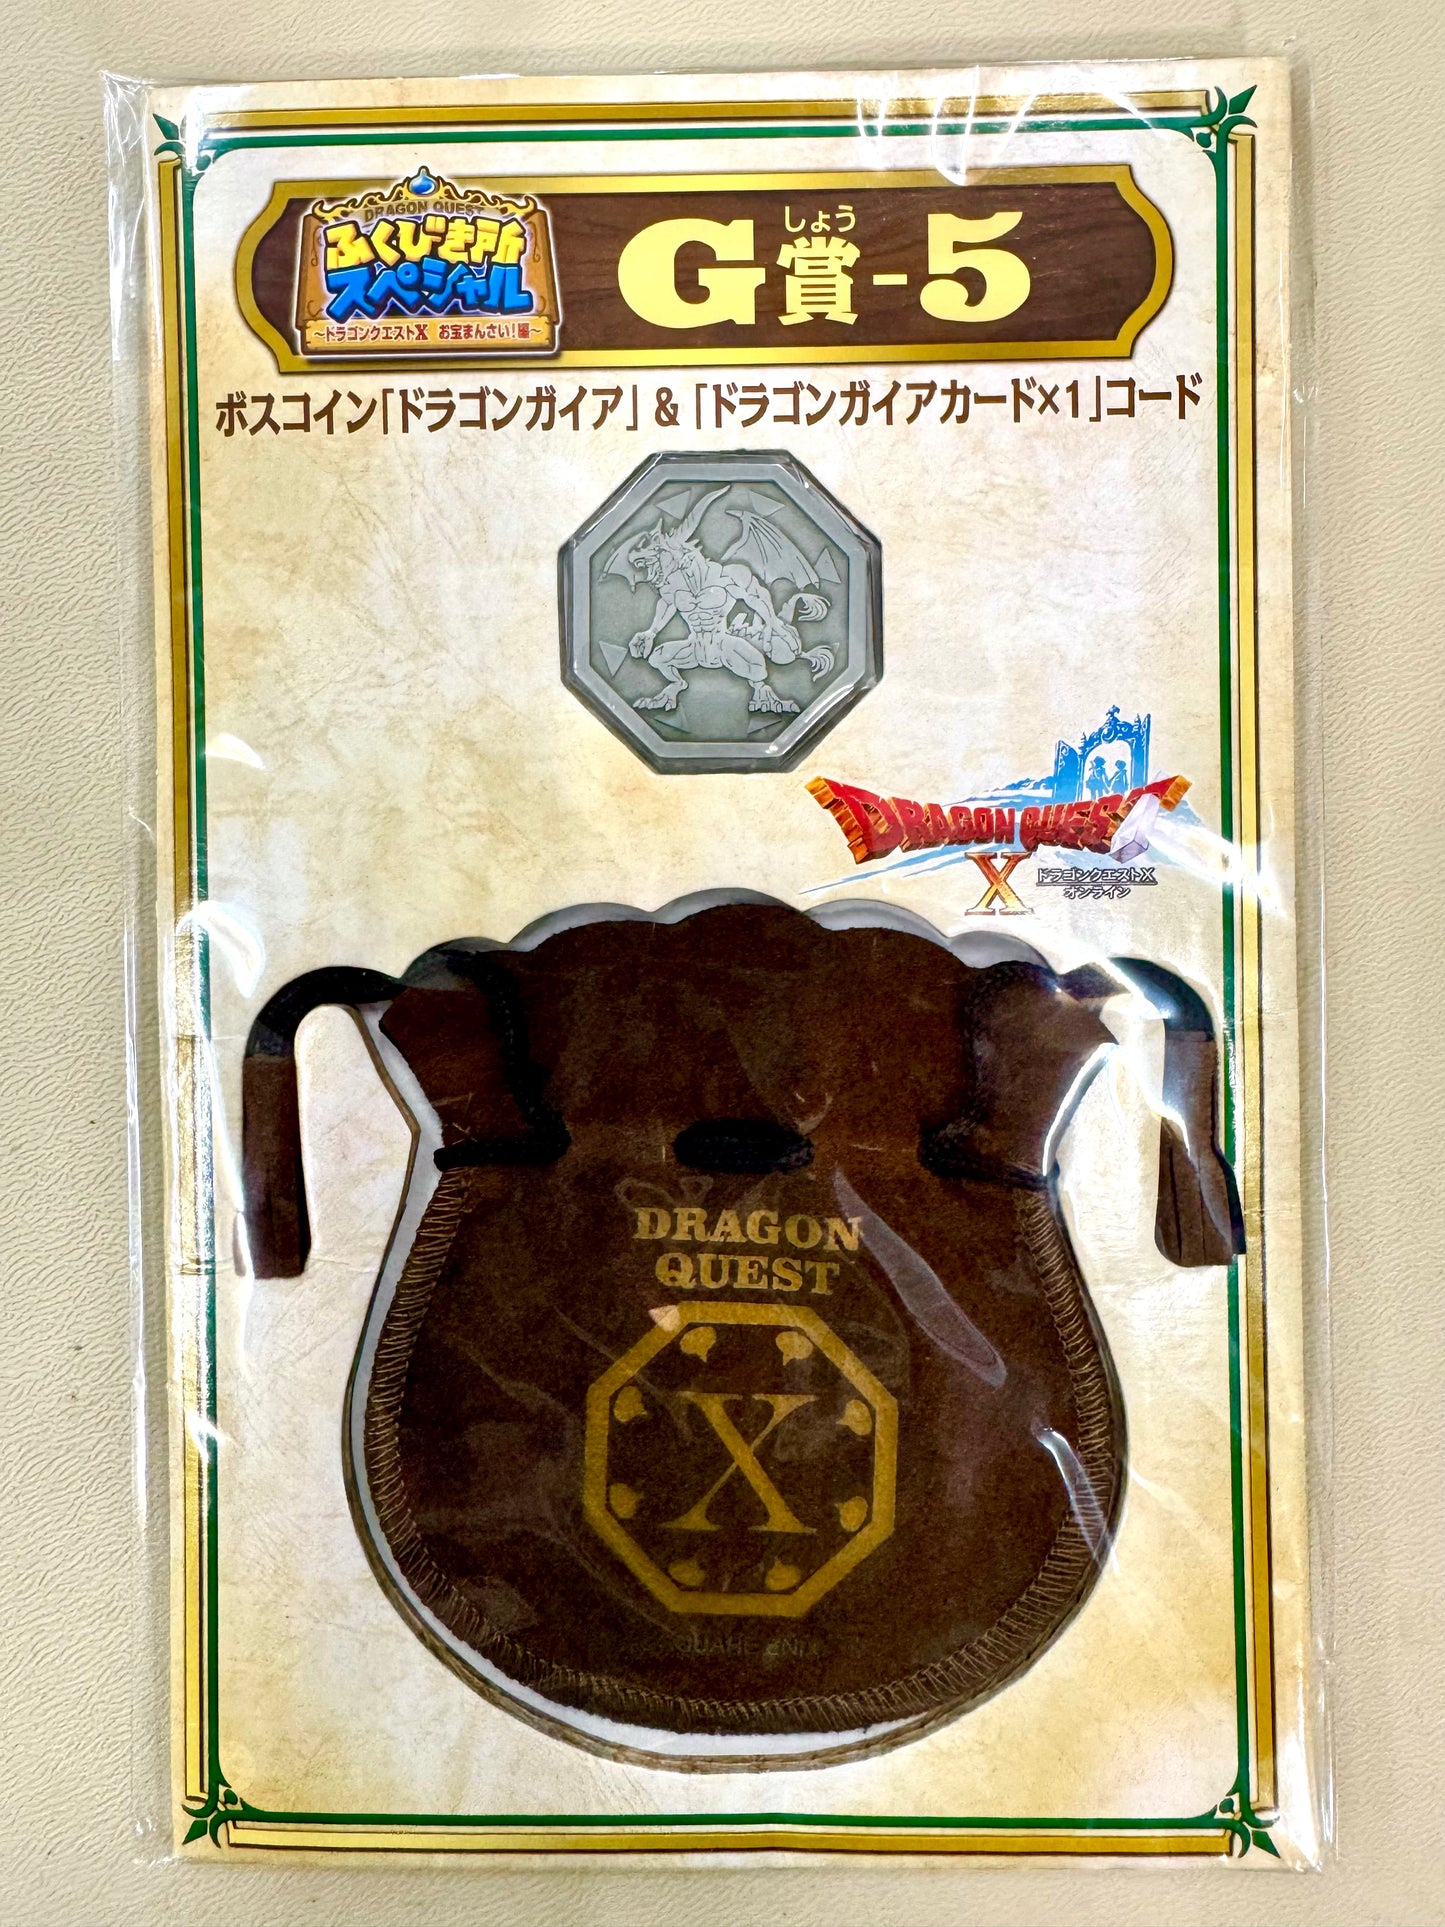 DRAGON QUEST
ふくびき所
スペシャル
～ドラゴンクエストX お宝まんさい!編～
しょう
G賞-5
ボスコイン「ドラゴンガイア」&「ドラゴンガイアカード×1」コード
DRAGON QUEST
X
ドラゴンクエストX
オンライン
DRAGON
QUEST
X
SQUARE ENIX